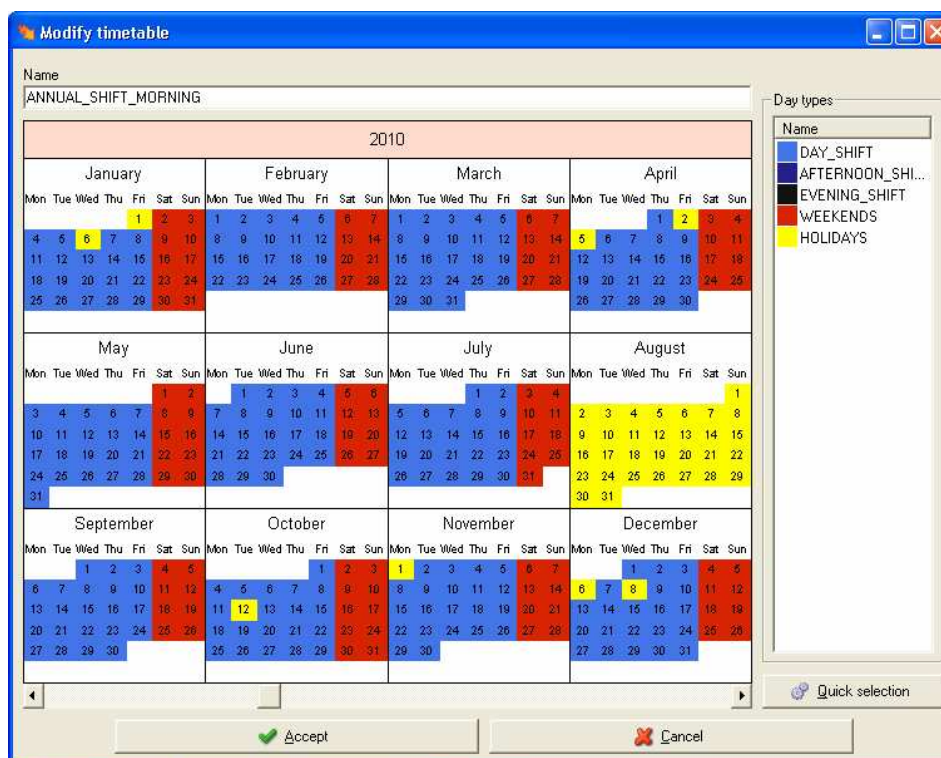 Modify timetable
Name
ANNUAL_SHIFT_MORNING
2010
January February March April
Mon Tue Wed Thu Fri Sat Sun Mon Tue Wed Thu Fri Sat Sun Mon Tue Wed Thu Fri Sat Sun Mon Tue Wed Thu Fri Sat Sun
1 2 3 1 2 3 4 5 6 7 1 2 3 4 5 6 7 1 2 3 4
4 5 6 7 8 9 10 8 9 10 11 12 13 14 8 9 10 11 12 13 14 5 6 7 8 9 10 11
11 12 13 14 15 16 17 15 16 17 18 19 20 21 15 16 17 18 19 20 21 12 13 14 15 16 17 18
18 19 20 21 22 23 24 22 23 24 25 26 27 28 22 23 24 25 26 27 28 19 20 21 22 23 24 25
25 26 27 28 29 30 31 29 30 31 26 27 28 29 30
May June July August
Mon Tue Wed Thu Fri Sat Sun Mon Tue Wed Thu Fri Sat Sun Mon Tue Wed Thu Fri Sat Sun Mon Tue Wed Thu Fri Sat Sun
1 2 1 2 3 4 5 6 1 2 3 4 1
3 4 5 6 7 8 9 7 8 9 10 11 12 13 5 6 7 8 9 10 11 2 3 4 5 6 7 8
10 11 12 13 14 15 16 14 15 16 17 18 19 20 12 13 14 15 16 17 18 9 10 11 12 13 14 15
17 18 19 20 21 22 23 21 22 23 24 25 26 27 19 20 21 22 23 24 25 16 17 18 19 20 21 22
24 25 26 27 28 29 30 28 29 30 26 27 28 29 30 31 23 24 25 26 27 28 29
31 30 31
September October November December
Mon Tue Wed Thu Fri Sat Sun Mon Tue Wed Thu Fri Sat Sun Mon Tue Wed Thu Fri Sat Sun Mon Tue Wed Thu Fri Sat Sun
1 2 3 4 5 1 2 3 1 2 3 4 5 6 7 1 2 3 4 5
6 7 8 9 10 11 12 4 5 6 7 8 9 10 8 9 10 11 12 13 14 6 7 8 9 10 11 12
13 14 15 16 17 18 19 11 12 13 14 15 16 17 15 16 17 18 19 20 21 13 14 15 16 17 18 19
20 21 22 23 24 25 26 18 19 20 21 22 23 24 22 23 24 25 26 27 28 20 21 22 23 24 25 26
27 28 29 30 25 26 27 28 29 30 31 29 30 27 28 29 30 31
Day types
Name
DAY_SHIFT
AFTERNOON_SHI...
EVENING_SHIFT
WEEKENDS
HOLIDAYS
Quick selection
Accept
Cancel